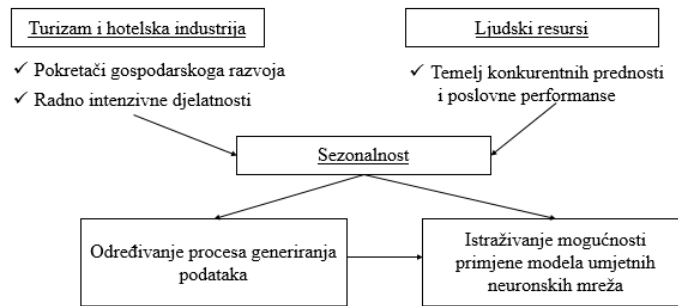 Turizam i hotelska industrija
Ljudski resursi
✓ Pokretači gospodarskoga razvoja
✓ Radno intenzivne djelatnosti
✓ Temelj konkurentnih prednosti
i poslovne performanse
Sezonalnost
Određivanje procesa generiranja
podataka
Istraživanje mogućnosti
primjene modela umjetnih
neuronskih mreža